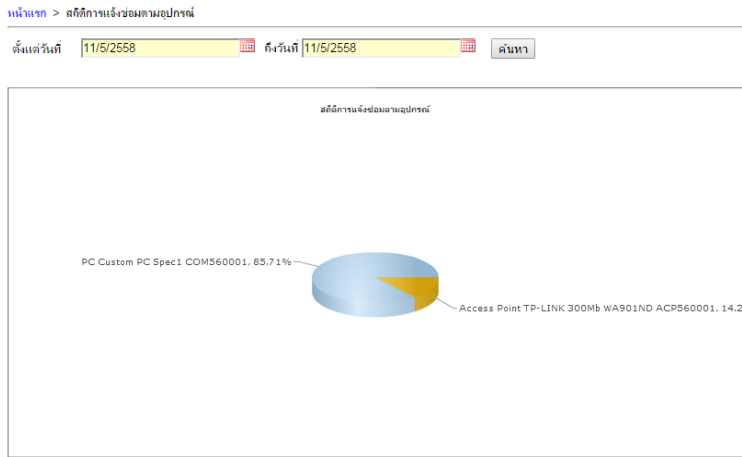 หน้าแรก > สถิติการแจ้งซ่อมตามอุปกรณ์
ตั้งแต่วันที่ 11/5/2558 ถึงวันที่ 11/5/2558 ค้นหา
สถิติการแจ้งซ่อมตามอุปกรณ์
PC Custom PC Spec1 COM560001, 85.71%
Access Point TP-LINK 300Mb WA901ND ACP560001, 14.2